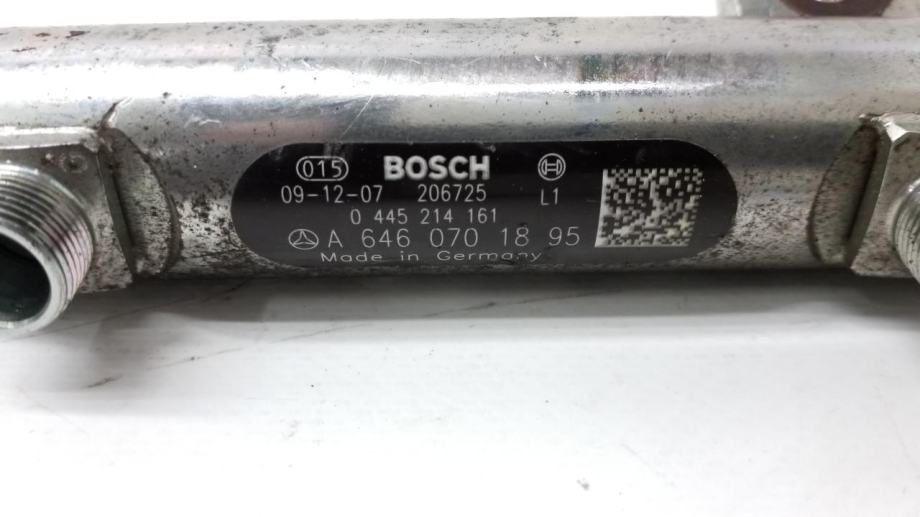 015 BOSCH
09-12-07 206725 L1
0 445 214 161
A 646 070 18 95
Made in Germany